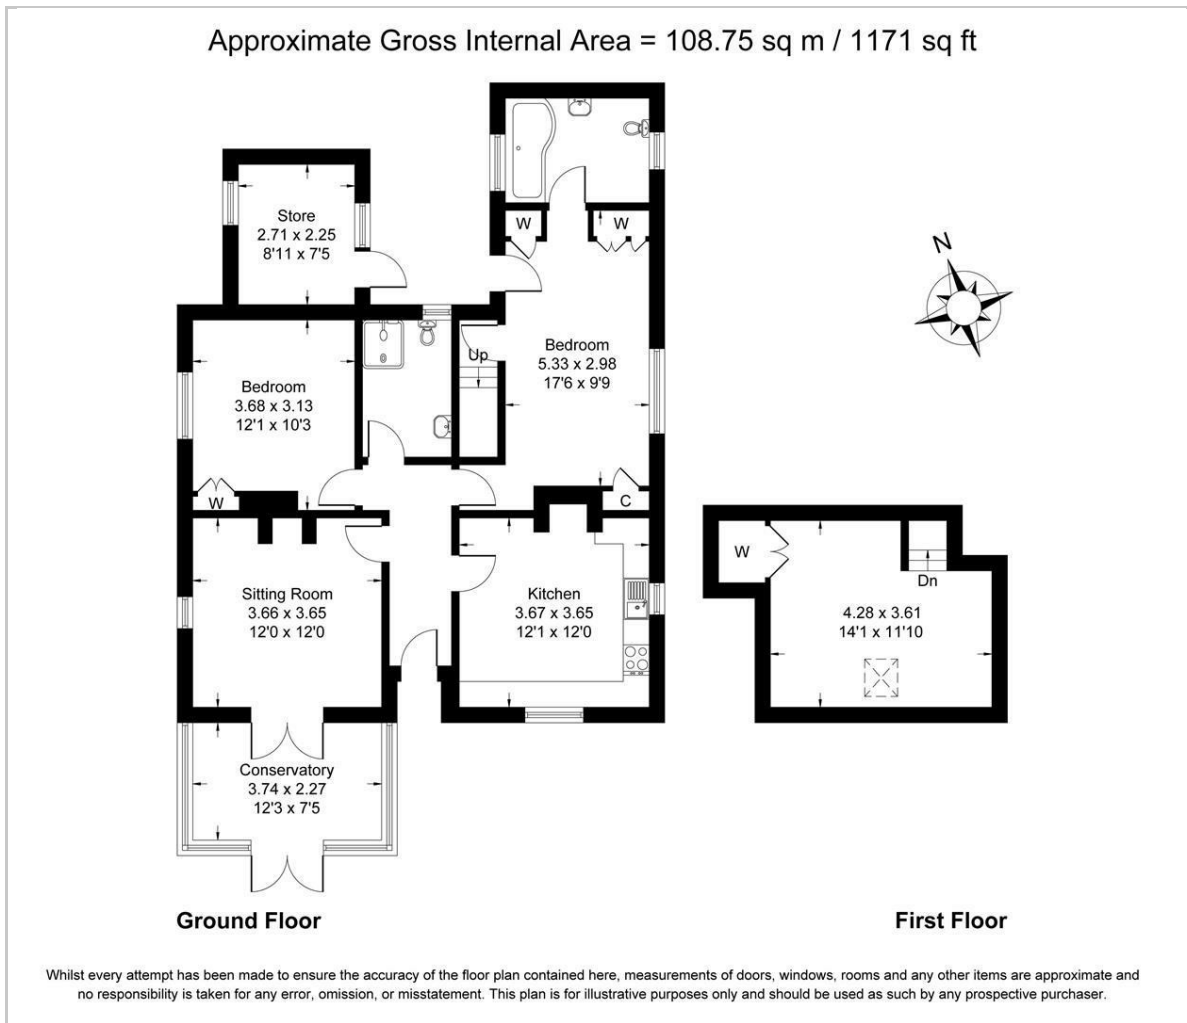 Approximate Gross Internal Area = 108.75 sq m / 1171 sq ft
W
W
Store
2.71 x 2.25
8'11 x 7'5
N
Up
Bedroom
5.33 x 2.98
17'6 x 9'9
Bedroom
3.68 x 3.13
12'1 x 10'3
W
C
Sitting Room
3.66 x 3.65
12'0 x 12'0
Kitchen
3.67 x 3.65
12'1 x 12'0
W
Dn
4.28 x 3.61
14'1 x 11'10
Conservatory
3.74 x 2.27
12'3 x 7'5
Ground Floor
First Floor
Whilst every attempt has been made to ensure the accuracy of the floor plan contained here, measurements of doors, windows, rooms and any other items are approximate and
no responsibility is taken for any error, omission, or misstatement. This plan is for illustrative purposes only and should be used as such by any prospective purchaser.